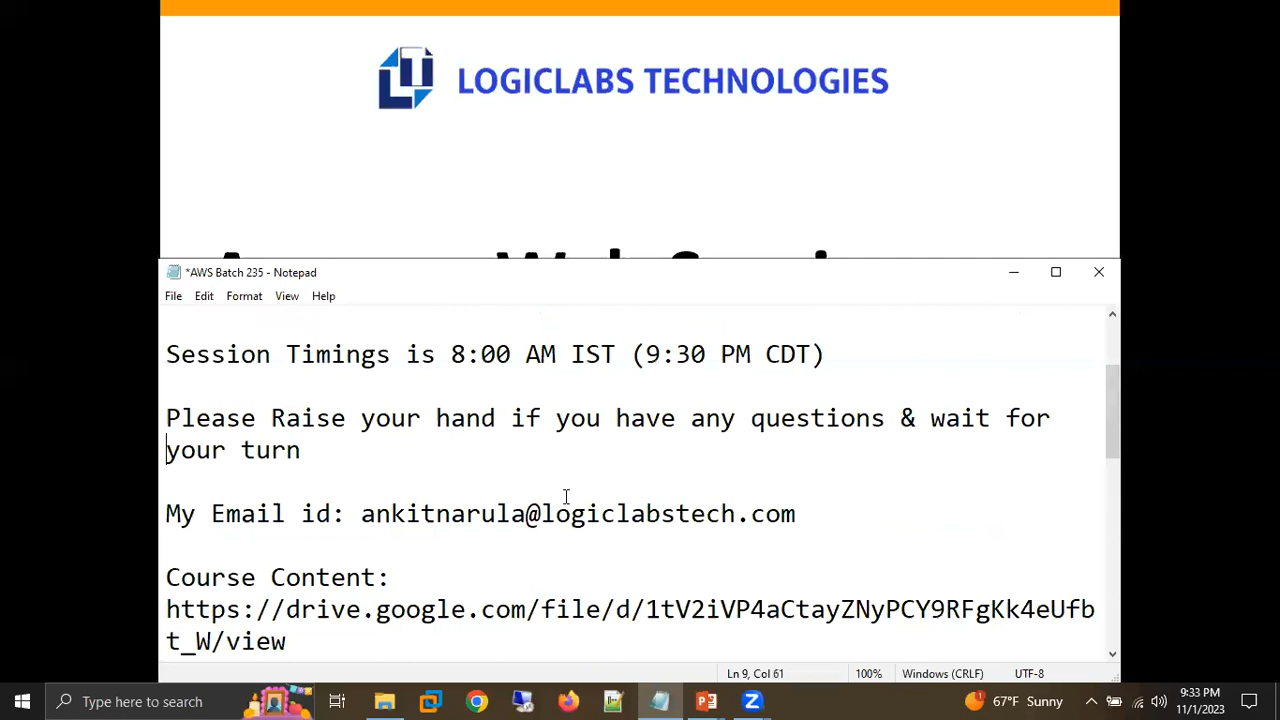 LOGICLABS TECHNOLOGIES
*AWS Batch 235 - Notepad
File Edit Format View Help
Session Timings is 8:00 AM IST (9:30 PM CDT)
Please Raise your hand if you have any questions & wait for
your turn
My Email id: ankitnarula@logiclabstech.com
Course Content:
https://drive.google.com/file/d/1tV2iVP4aCtayZNyPCY9RFgKk4eUfb
t_W/view
Ln 9, Col 61 100% Windows (CRLF) UTF-8
Type here to search
67°F Sunny
9:33 PM
11/1/2023